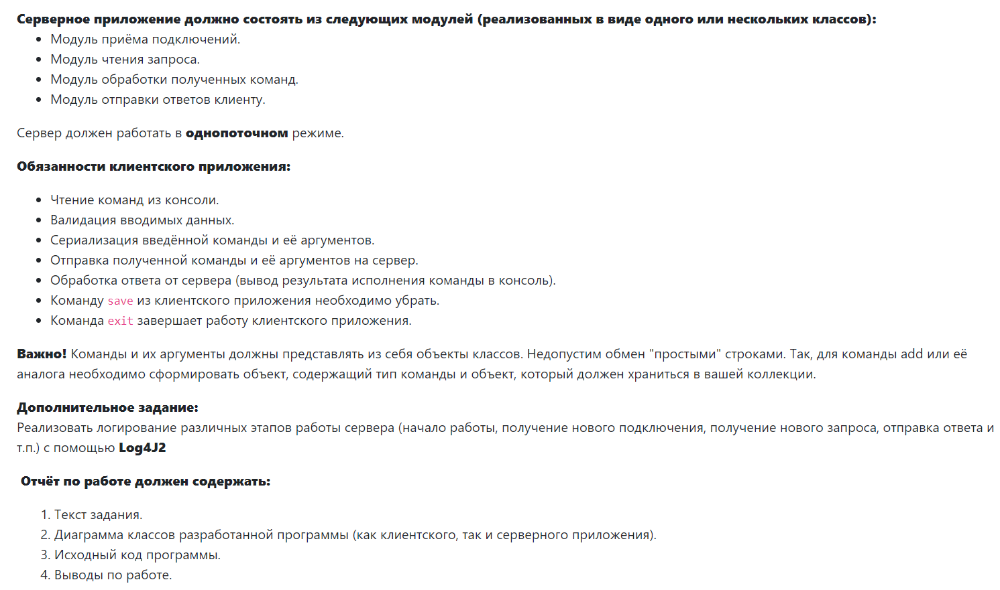 Серверное приложение должно состоять из следующих модулей (реализованных в виде одного или нескольких классов):
• Модуль приёма подключений.
• Модуль чтения запроса.
• Модуль обработки полученных команд.
• Модуль отправки ответов клиенту.
Сервер должен работать в однопоточном режиме.
Обязанности клиентского приложения:
• Чтение команд из консоли.
• Валидация вводимых данных.
• Сериализация введённой команды и её аргументов.
• Отправка полученной команды и её аргументов на сервер.
• Обработка ответа от сервера (вывод результата исполнения команды в консоль).
• Команду save из клиентского приложения необходимо убрать.
• Команда exit завершает работу клиентского приложения.
Важно! Команды и их аргументы должны представлять из себя объекты классов. Недопустим обмен "простыми" строками. Так, для команды add или её
аналога необходимо сформировать объект, содержащий тип команды и объект, который должен храниться в вашей коллекции.
Дополнительное задание:
Реализовать логирование различных этапов работы сервера (начало работы, получение нового подключения, получение нового запроса, отправка ответа и
т.п.) с помощью Log4J2
Отчёт по работе должен содержать:
1. Текст задания.
2. Диаграмма классов разработанной программы (как клиентского, так и серверного приложения).
3. Исходный код программы.
4. Выводы по работе.